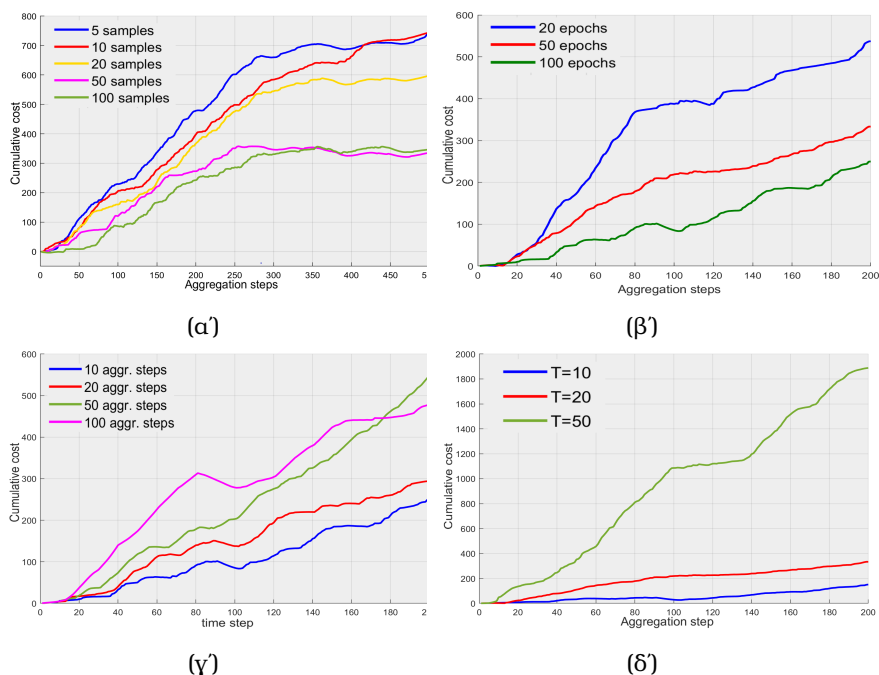 800
700
600
500
400
300
200
100
0
Cumulative cost
5 samples
10 samples
20 samples
50 samples
100 samples
0 50 100 150 200 250 300 350 400 450 5
Aggregation steps
(α′)
600
500
400
300
200
100
0
Cumulative cost
20 epochs
50 epochs
100 epochs
0 20 40 60 80 100 120 140 160 180 200
Aggregation steps
(β′)
600
500
400
300
200
100
0
Cumulative cost
10 aggr. steps
20 aggr. steps
50 aggr. steps
100 aggr. steps
0 20 40 60 80 100 120 140 160 180 2
time step
(γ′)
2000
1800
1600
1400
1200
1000
800
600
400
200
0
Cumulative cost
T=10
T=20
T=50
0 20 40 60 80 100 120 140 160 180 200
Aggregation step
(δ′)